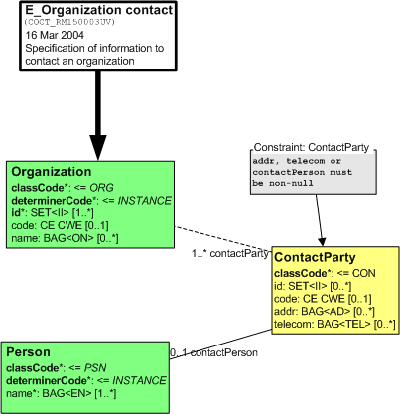 E_Organization contact
(COCT_RM150003UV)
16 Mar 2004
Specification of information to
contact an organization
Organization
classCode*: <= ORG
determinerCode*: <= INSTANCE
id*: SET<II> [1..*]
code: CE CWE [0..1]
name: BAG<ON> [0..*]
Constraint: ContactParty
addr, telecom or
contactPerson must
be non-null
1..* contactParty
ContactParty
classCode*: <= CON
id: SET<II> [0..*]
code: CE CWE [0..1]
addr: BAG<AD> [0..*]
telecom: BAG<TEL> [0..*]
0..1 contactPerson
Person
classCode*: <= PSN
determinerCode*: <= INSTANCE
name*: BAG<EN> [1..*]